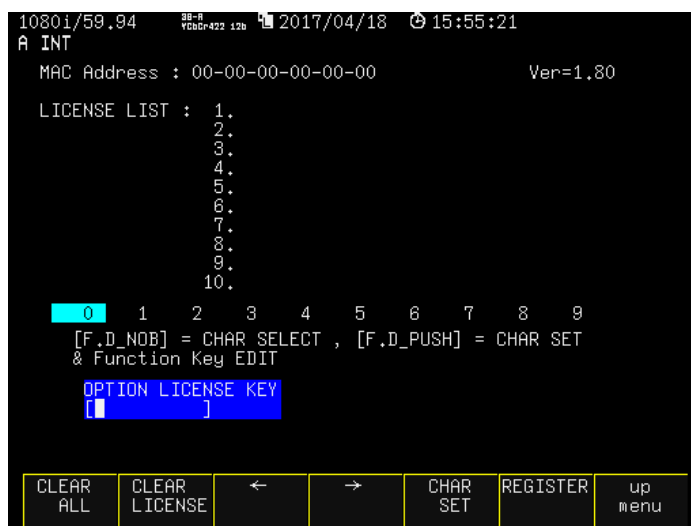 1080i/59.94 3G-A YCbCr422 12b 2017/04/18 15:55:21
A INT
MAC Address : 00-00-00-00-00-00 Ver=1.80
LICENSE LIST : 1.
2.
3.
4.
5.
6.
7.
8.
9.
10.
0 1 2 3 4 5 6 7 8 9
[F.D_NOB] = CHAR SELECT , [F.D_PUSH] = CHAR SET
& Function Key EDIT
OPTION LICENSE KEY
[ ]
CLEAR ALL
CLEAR LICENSE
←
→
CHAR SET
REGISTER
up menu